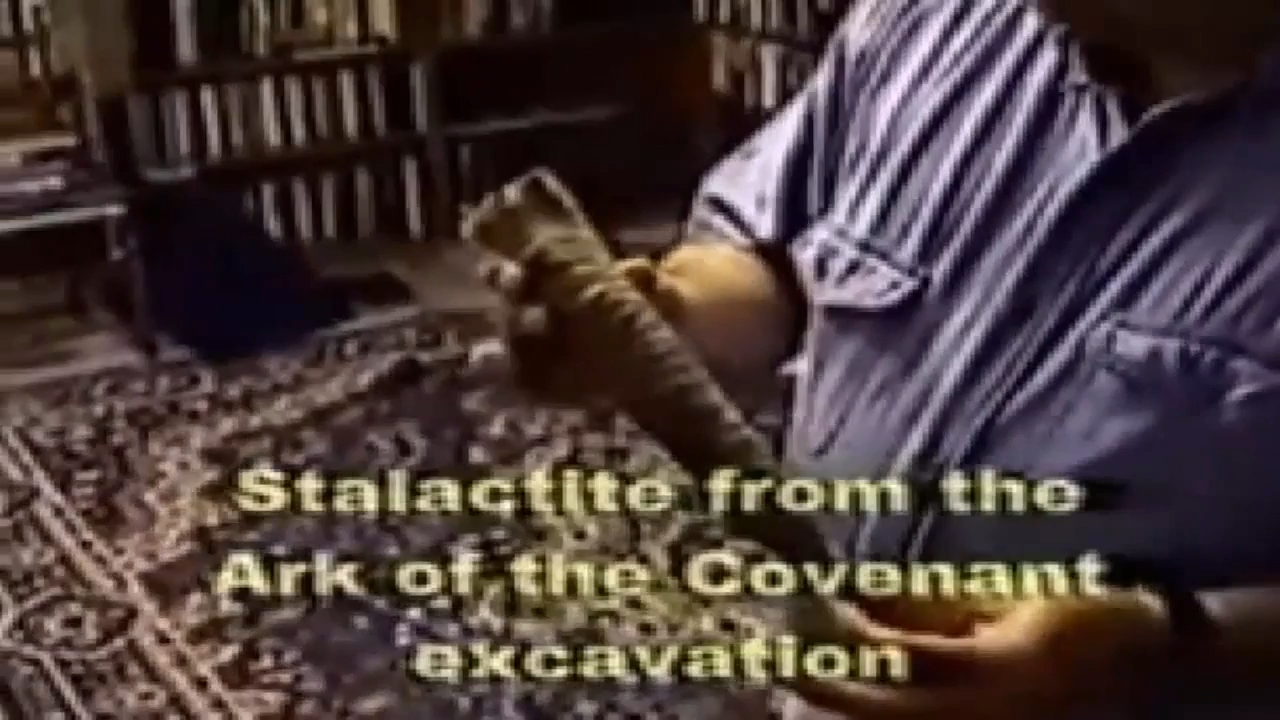 Stalactite from the
Ark of the Covenant
excavation